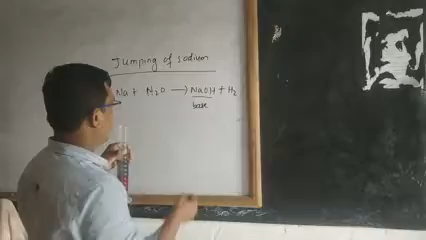 Jumping of sodium
Na + H₂O → NaOH + H₂
base